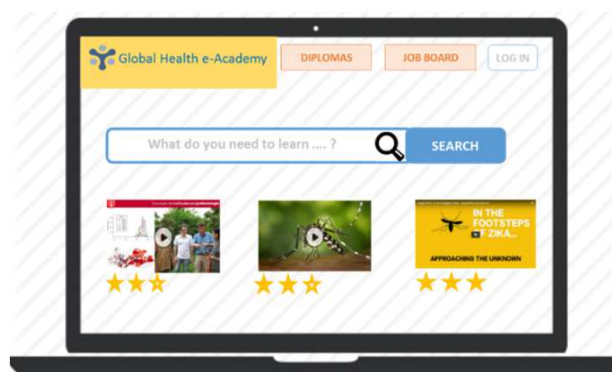 Global Health e-Academy
DIPLOMAS
JOB BOARD
LOG IN
What do you need to learn .... ?
SEARCH
IN THE
FOOTSTEPS
OF ZIKA...
APPROACHING THE UNKNOWN